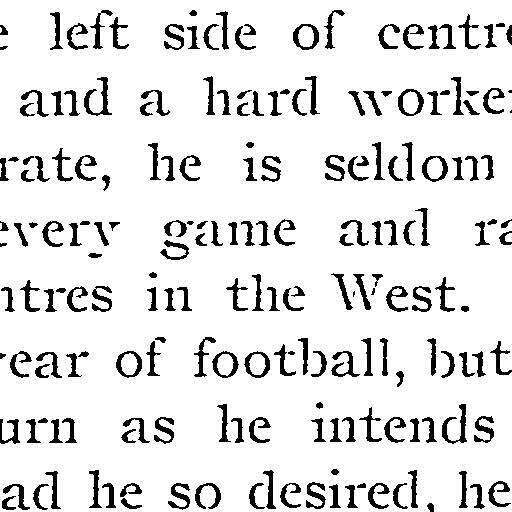 left side of centre
and a hard worker
rate, he is seldom
every game and ra
ntres in the West.
ear of football, but
urn as he intends
ad he so desired, he